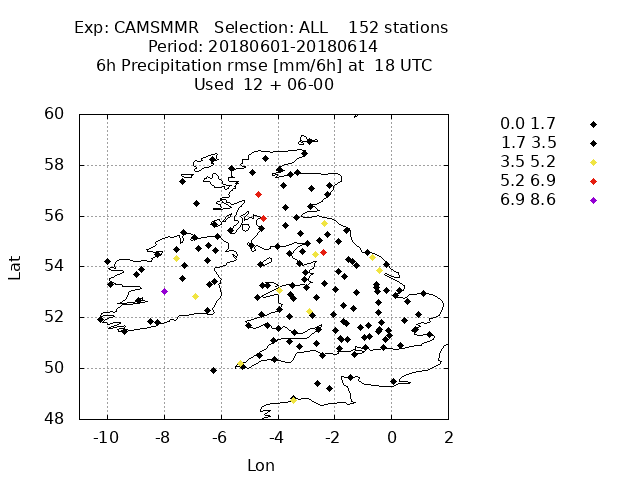 Exp: CAMSMMR   Selection: ALL    152 stations
Period: 20180601-20180614
6h Precipitation rmse [mm/6h] at  18 UTC
Used  12 + 06-00
0.0 1.7
1.7 3.5
3.5 5.2
5.2 6.9
6.9 8.6
60
58
56
54
52
50
48
Lat
-10 -8 -6 -4 -2 0 2
Lon